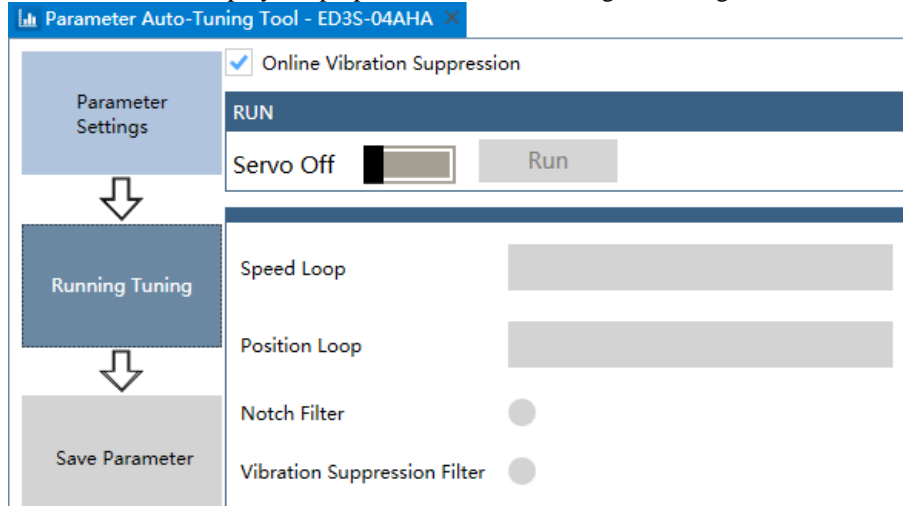 Parameter Auto-Tuning Tool - ED3S-04AHA ×
Parameter
Settings
Running Tuning
Save Parameter
Online Vibration Suppression
RUN
Servo Off
Run
Speed Loop
Position Loop
Notch Filter
Vibration Suppression Filter